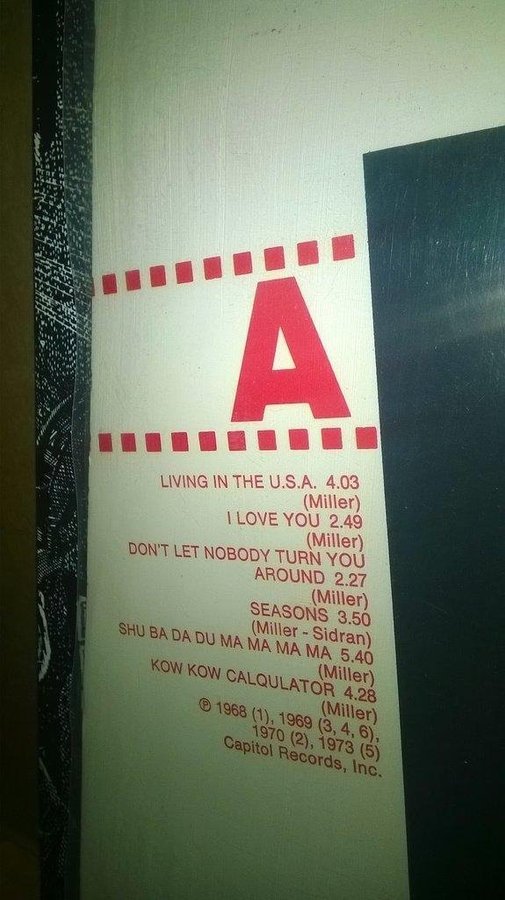 A
LIVING IN THE U.S.A. 4.03
(Miller)
I LOVE YOU 2.49
(Miller)
DON'T LET NOBODY TURN YOU
AROUND 2.27
(Miller)
SEASONS 3.50
(Miller - Sidran)
SHU BA DA DU MA MA MA MA 5.40
(Miller)
KOW KOW CALQULATOR 4.28
(Miller)
℗ 1968 (1), 1969 (3, 4, 6),
1970 (2), 1973 (5)
Capitol Records, Inc.